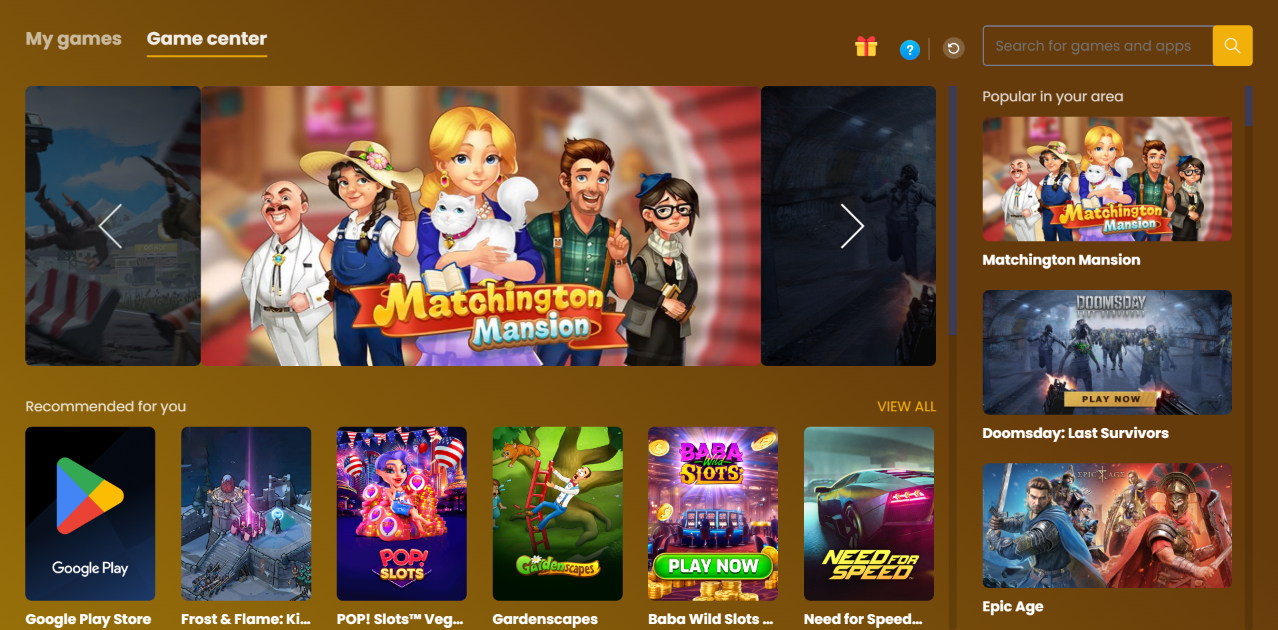 My games
Game center
?
Search for games and apps
Popular in your area
Matchington
Mansion
Matchington
Mansion
Matchington Mansion
DOOMSDAY
LAST SURVIVORS
PLAY NOW
Doomsday: Last Survivors
EPIC AGE
Epic Age
Recommended for you
VIEW ALL
Google Play
POP!
SLOTS
Gardenscapes
BABA
Wild
SLOTS
PLAY NOW
NEED FOR
SPEED
Google Play Store
Frost & Flame: Ki...
POP! Slots™ Veg...
Gardenscapes
Baba Wild Slots ...
Need for Speed...